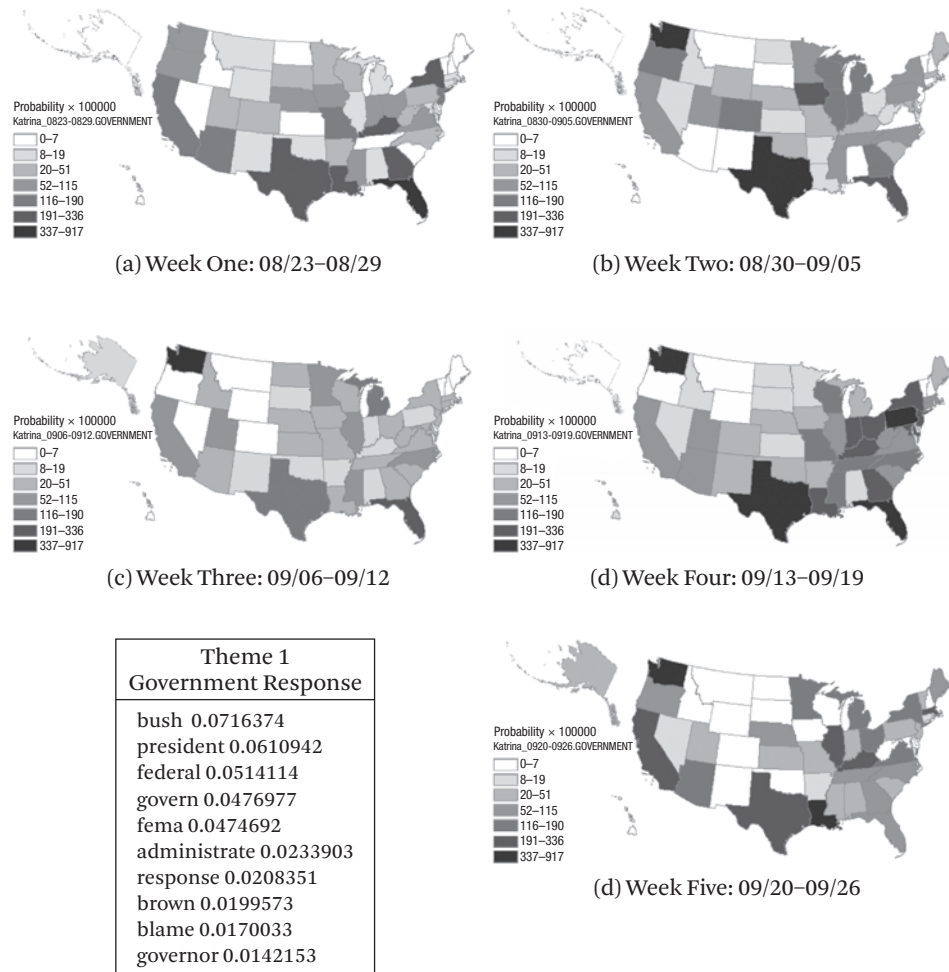 Probability × 100000
Katrina_0823-0829.GOVERNMENT
0–7
8–19
20–51
52–115
116–190
191–336
337–917
(a) Week One: 08/23–08/29
Probability × 100000
Katrina_0830-0905.GOVERNMENT
0–7
8–19
20–51
52–115
116–190
191–336
337–917
(b) Week Two: 08/30–09/05
Probability × 100000
Katrina_0906-0912.GOVERNMENT
0–7
8–19
20–51
52–115
116–190
191–336
337–917
(c) Week Three: 09/06–09/12
Probability × 100000
Katrina_0913-0919.GOVERNMENT
0–7
8–19
20–51
52–115
116–190
191–336
337–917
(d) Week Four: 09/13–09/19
Theme 1
Government Response
bush 0.0716374
president 0.0610942
federal 0.0514114
govern 0.0476977
fema 0.0474692
administrate 0.0233903
response 0.0208351
brown 0.0199573
blame 0.0170033
governor 0.0142153
Probability × 100000
Katrina_0920-0926.GOVERNMENT
0–7
8–19
20–51
52–115
116–190
191–336
337–917
(d) Week Five: 09/20–09/26